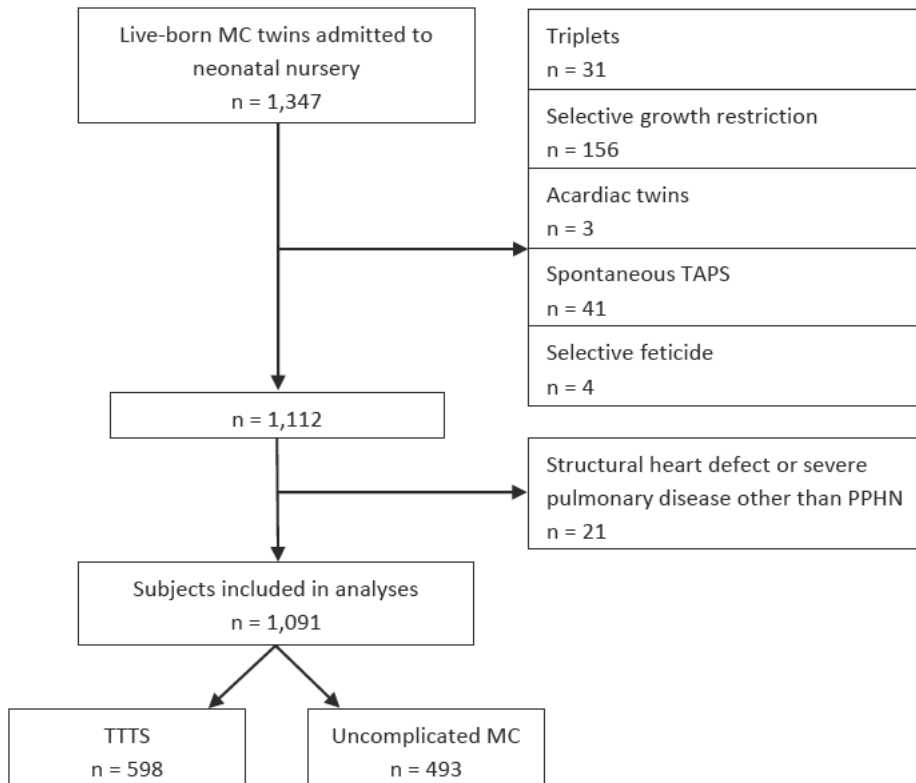 Live-born MC twins admitted to
neonatal nursery
n = 1,347
Triplets
n = 31
Selective growth restriction
n = 156
Acardiac twins
n = 3
Spontaneous TAPS
n = 41
Selective feticide
n = 4
n = 1,112
Structural heart defect or severe
pulmonary disease other than PPHN
n = 21
Subjects included in analyses
n = 1,091
TTTS
n = 598
Uncomplicated MC
n = 493